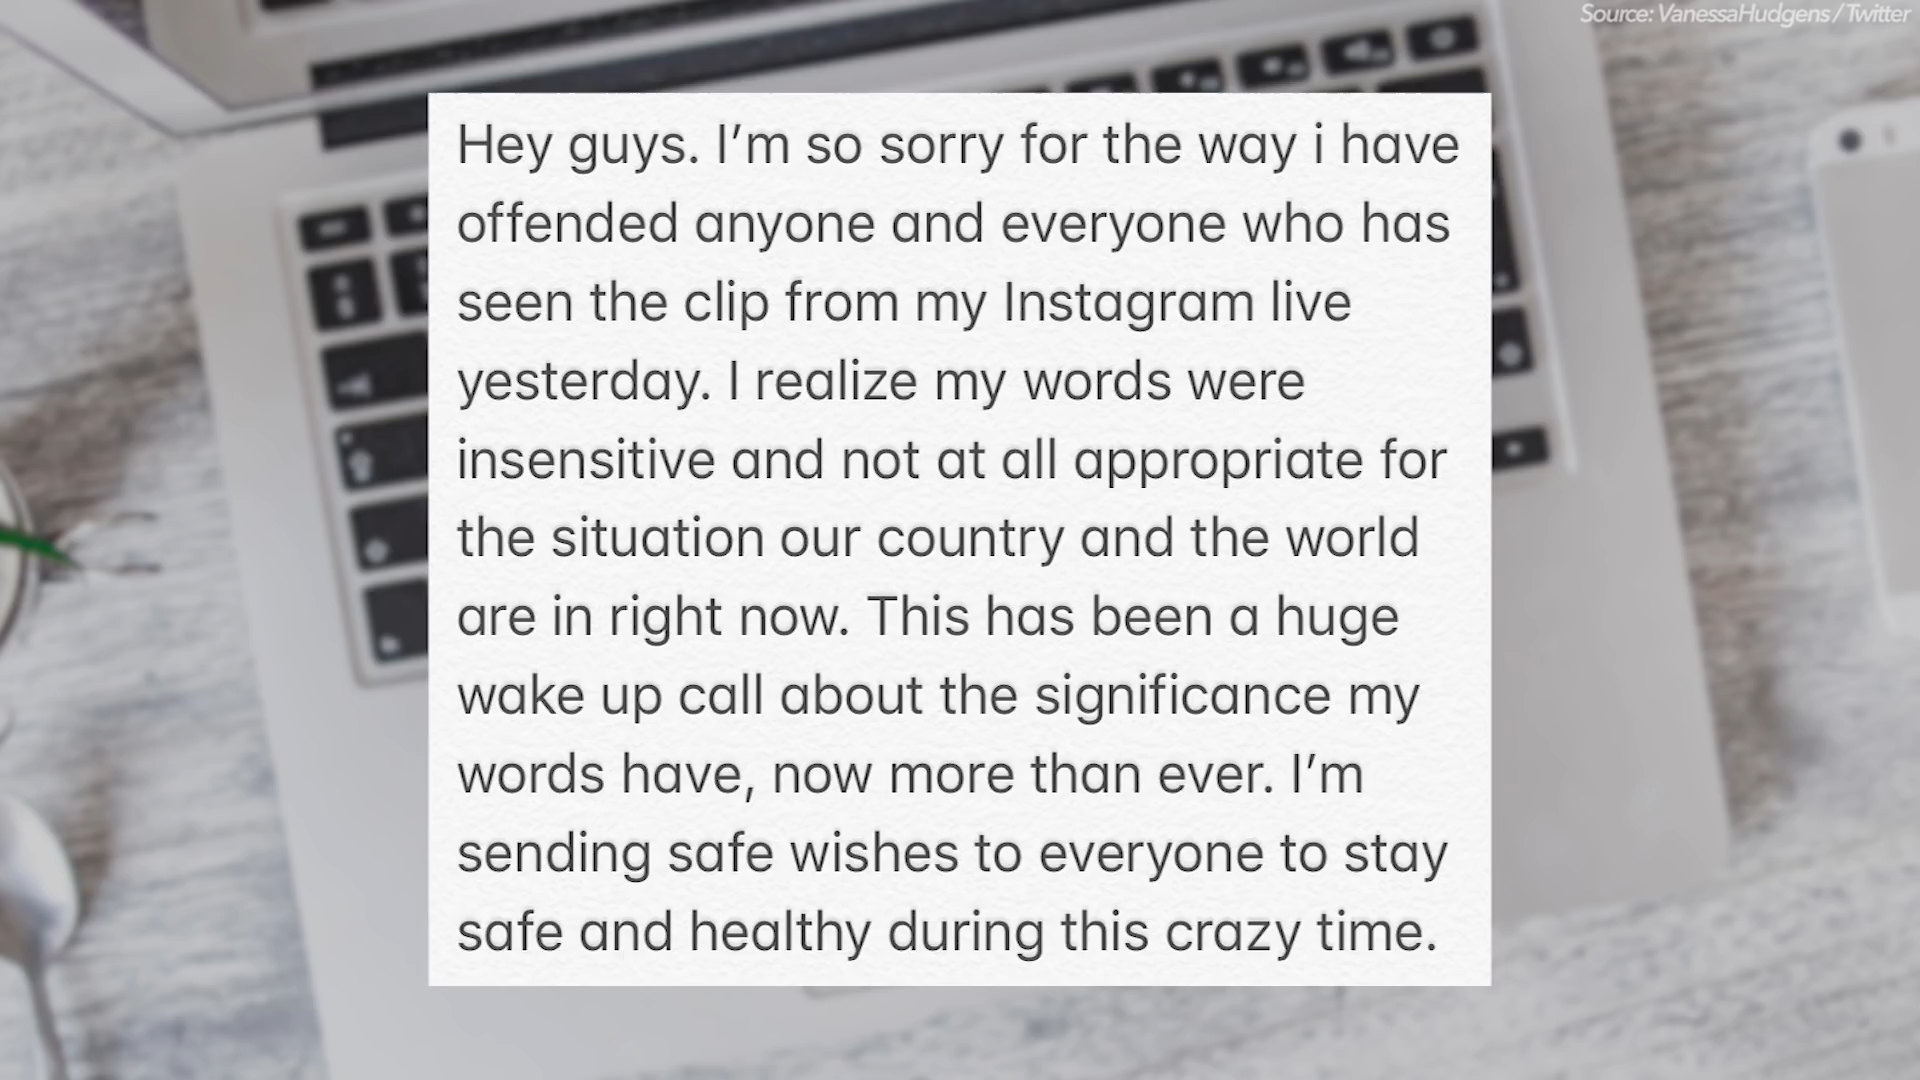 Source: VanessaHudgens/Twitter
Hey guys. I’m so sorry for the way i have
offended anyone and everyone who has
seen the clip from my Instagram live
yesterday. I realize my words were
insensitive and not at all appropriate for
the situation our country and the world
are in right now. This has been a huge
wake up call about the significance my
words have, now more than ever. I’m
sending safe wishes to everyone to stay
safe and healthy during this crazy time.